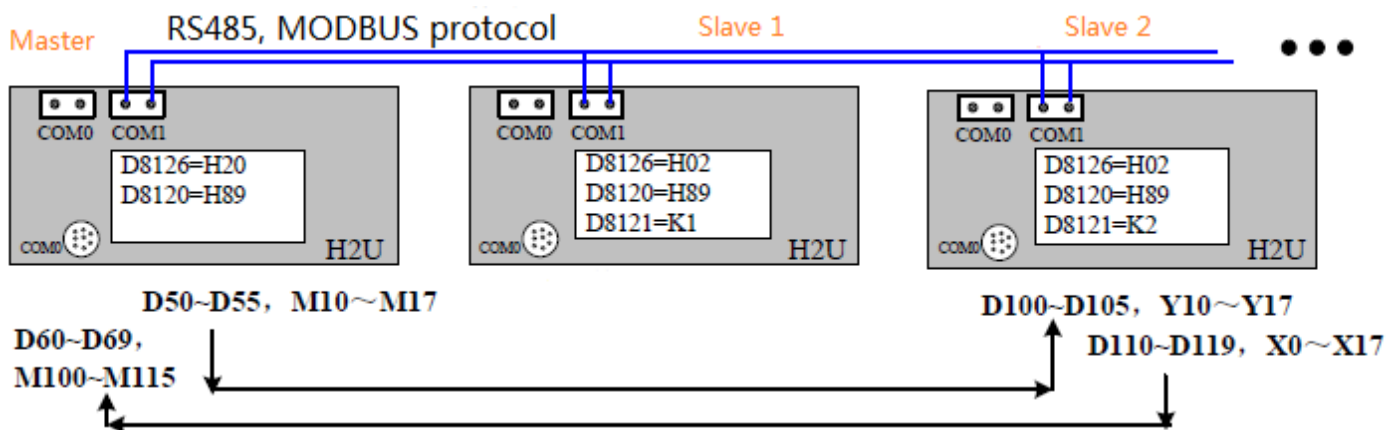 Master
RS485, MODBUS protocol
Slave 1
Slave 2
COM0 COM1
D8126=H20
D8120=H89
COM0
H2U
COM0 COM1
D8126=H02
D8120=H89
D8121=K1
COM0
H2U
COM0 COM1
D8126=H02
D8120=H89
D8121=K2
COM0
H2U
D50~D55，M10～M17
D60~D69，
M100~M115
D100~D105，Y10～Y17
D110~D119，X0～X17